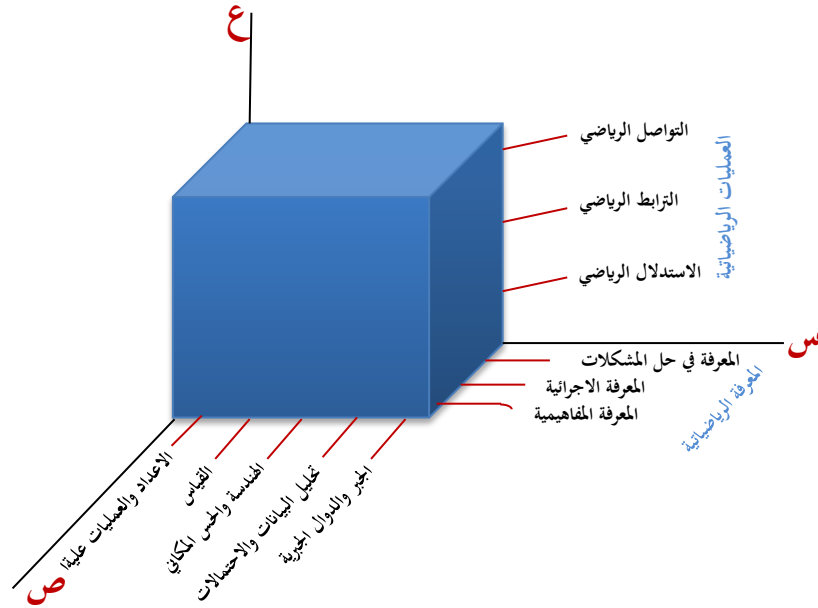 ع
التواصل الرياضي
الترابط الرياضي
الاستدلال الرياضي
العمليات الرياضياتية
س
المعرفة في حل المشكلات
المعرفة الاجرائية
المعرفة المفاهيمية
المعرفة الرياضياتية
الاعداد والعمليات عليةا
القياس
الهندسة والحس المكاني
تحليل البيانات والاحتمالات
الجبر والدوال الجبرية
ص